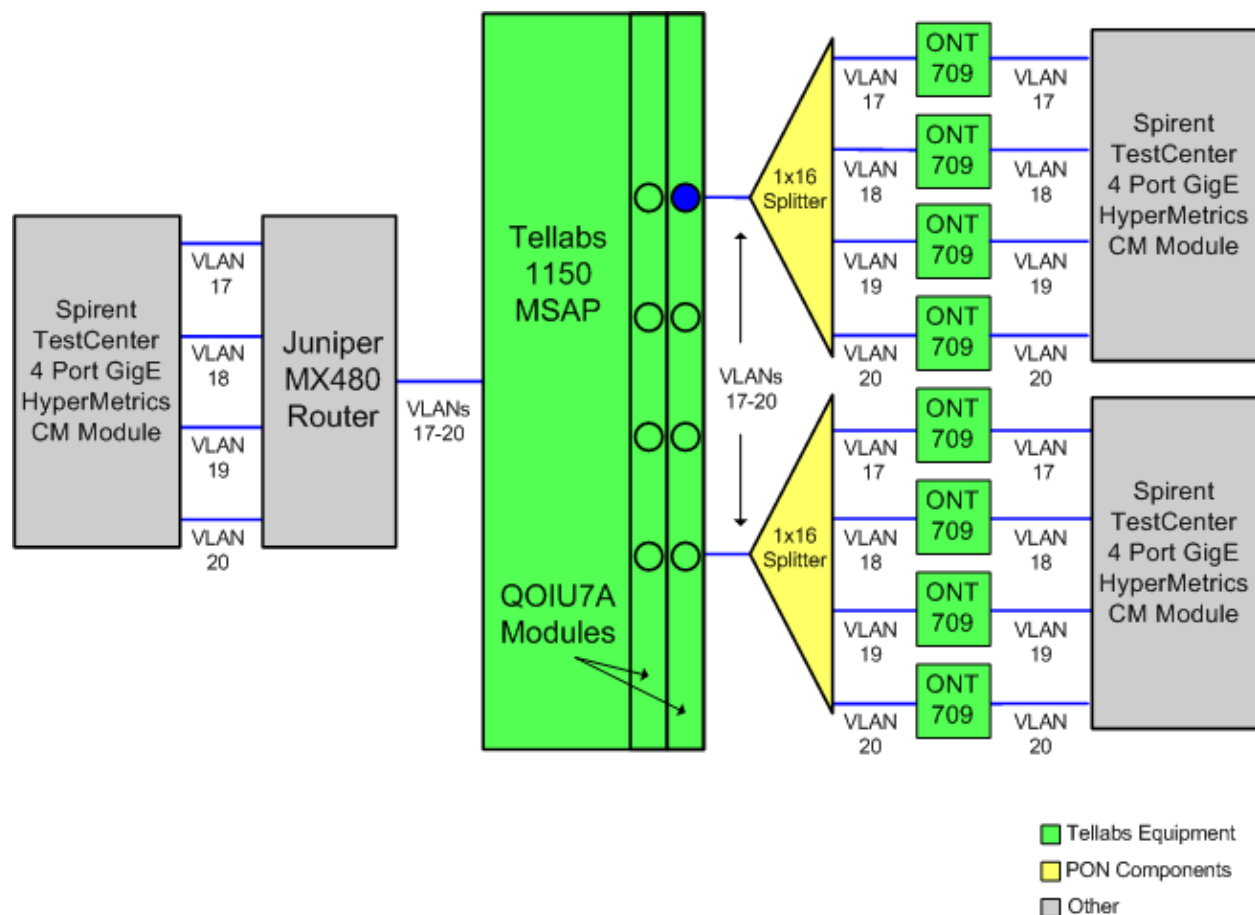 Spirent
TestCenter
4 Port GigE
HyperMetrics
CM Module
VLAN
17
VLAN
18
VLAN
19
VLAN
20
Juniper
MX480
Router
VLANs
17-20
Tellabs
1150
MSAP
QOIU7A
Modules
VLANs
17-20
1x16
Splitter
VLAN
17
VLAN
18
VLAN
19
VLAN
20
ONT
709
ONT
709
ONT
709
ONT
709
VLAN
17
VLAN
18
VLAN
19
VLAN
20
Spirent
TestCenter
4 Port GigE
HyperMetrics
CM Module
1x16
Splitter
VLAN
17
VLAN
18
VLAN
19
VLAN
20
ONT
709
ONT
709
ONT
709
ONT
709
VLAN
17
VLAN
18
VLAN
19
VLAN
20
Spirent
TestCenter
4 Port GigE
HyperMetrics
CM Module
Tellabs Equipment
PON Components
Other